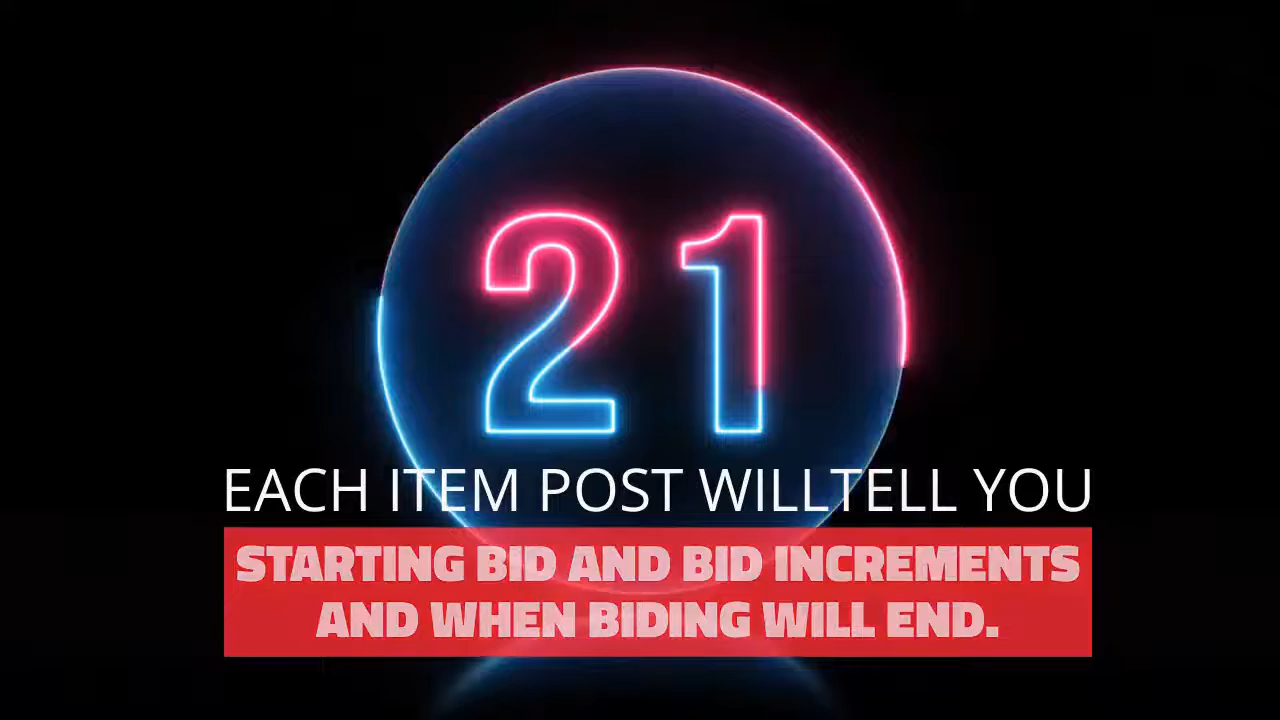 21
EACH ITEM POST WILLTELL YOU
STARTING BID AND BID INCREMENTS
AND WHEN BIDING WILL END.